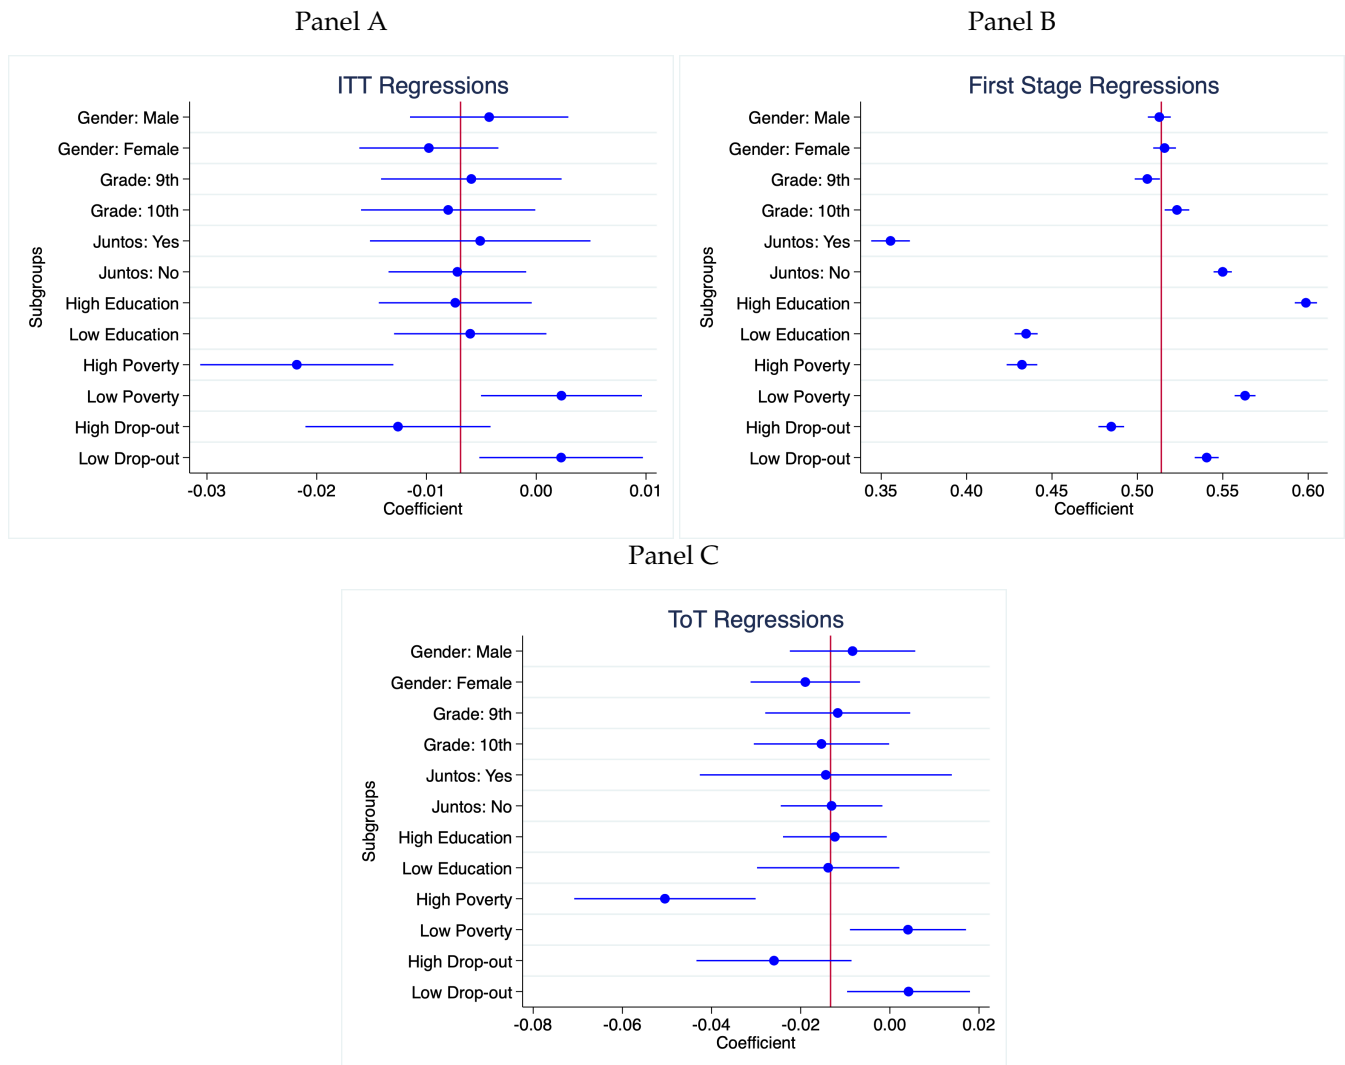 Panel A
ITT Regressions
Subgroups
Gender: Male
Gender: Female
Grade: 9th
Grade: 10th
Juntos: Yes
Juntos: No
High Education
Low Education
High Poverty
Low Poverty
High Drop-out
Low Drop-out
-0.03 -0.02 -0.01 0.00 0.01
Coefficient
Panel B
First Stage Regressions
Subgroups
Gender: Male
Gender: Female
Grade: 9th
Grade: 10th
Juntos: Yes
Juntos: No
High Education
Low Education
High Poverty
Low Poverty
High Drop-out
Low Drop-out
0.35 0.40 0.45 0.50 0.55 0.60
Coefficient
Panel C
ToT Regressions
Subgroups
Gender: Male
Gender: Female
Grade: 9th
Grade: 10th
Juntos: Yes
Juntos: No
High Education
Low Education
High Poverty
Low Poverty
High Drop-out
Low Drop-out
-0.08 -0.06 -0.04 -0.02 0.00 0.02
Coefficient